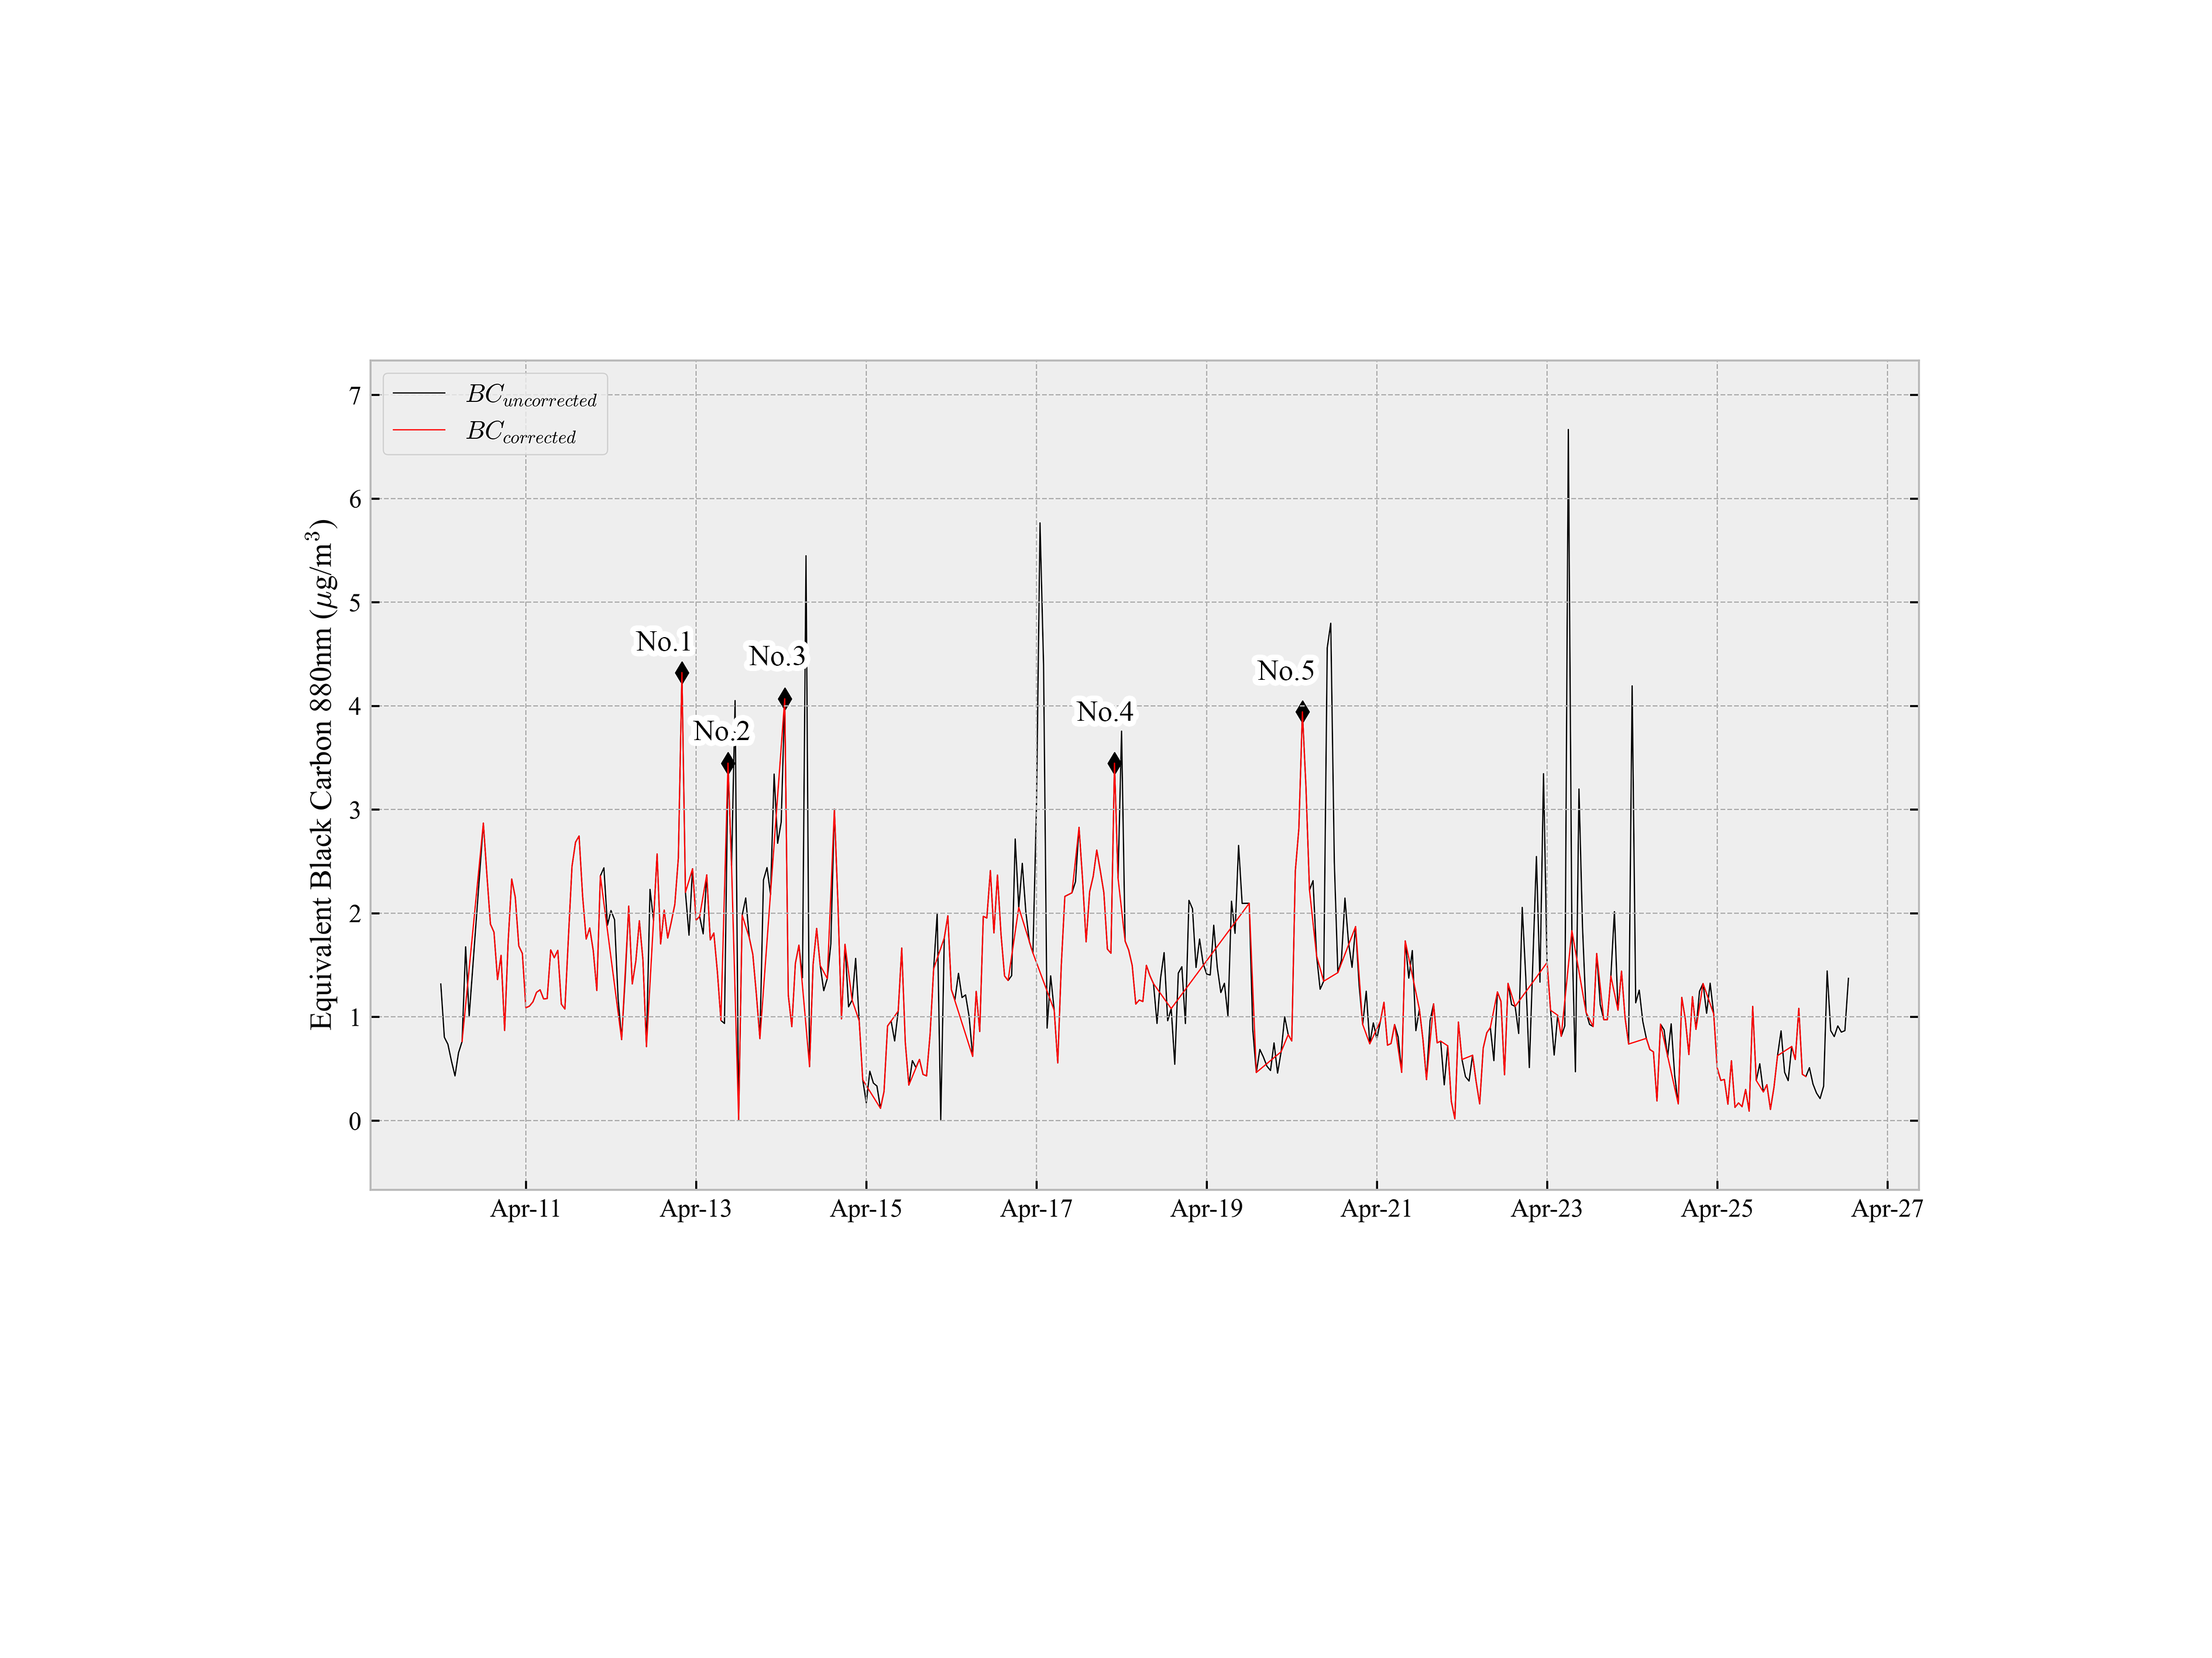 Equivalent Black Carbon 880nm (μg/m³)
7
6
5
4
3
2
1
0
BC_uncorrected
BC_corrected
No.1
No.3
No.2
No.4
No.5
Apr-11 Apr-13 Apr-15 Apr-17 Apr-19 Apr-21 Apr-23 Apr-25 Apr-27